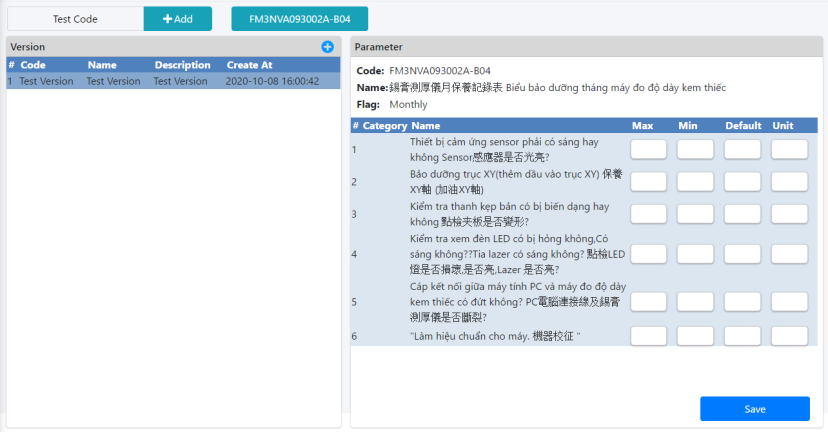 Test Code
Add
FM3NVA093002A-B04
Version
# Code Name Description Create At
1 Test Version Test Version Test Version 2020-10-08 16:00:42
Parameter
Code: FM3NVA093002A-B04
Name:錫膏測厚儀月保養記錄表 Biểu bảo dưỡng tháng máy đo độ dày kem thiếc
Flag: Monthly
# Category Name Max Min Default Unit
1
Thiết bị cảm ứng sensor phải có sáng hay
không Sensor感應器是否光亮?
2
Bảo dưỡng trục XY(thêm dầu vào trục XY) 保養
XY軸 (加油XY軸)
3
Kiểm tra thanh kẹp bản có bị biến dạng hay
không 點檢夾板是否變形?
4
Kiểm tra xem đèn LED có bị hỏng không,Có
sáng không??Tia lazer có sáng không? 點檢LED
燈是否損壞,是否亮,Lazer 是否亮?
5
Cáp kết nối giữa máy tính PC và máy đo độ dày
kem thiếc có đứt không? PC電腦連接線及錫膏
測厚儀是否斷裂?
6 "Làm hiệu chuẩn cho máy. 機器校征 "
Save